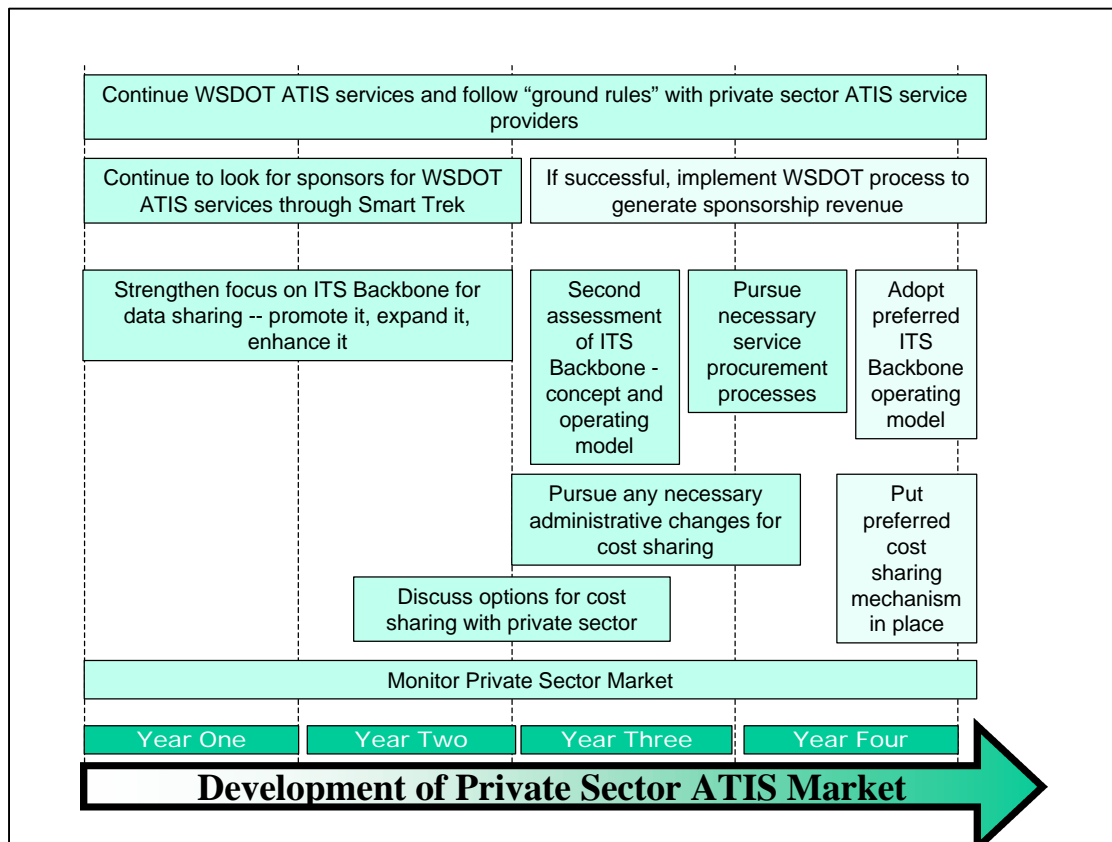 Continue WSDOT ATIS services and follow “ground rules” with private sector ATIS service
providers
Continue to look for sponsors for WSDOT
ATIS services through Smart Trek
If successful, implement WSDOT process to
generate sponsorship revenue
Strengthen focus on ITS Backbone for
data sharing -- promote it, expand it,
enhance it
Second
assessment
of ITS
Backbone -
concept and
operating
model
Pursue
necessary
service
procurement
processes
Adopt
preferred
ITS
Backbone
operating
model
Pursue any necessary
administrative changes for
cost sharing
Put
preferred
cost
sharing
mechanism
in place
Discuss options for cost
sharing with private sector
Monitor Private Sector Market
Year One
Year Two
Year Three
Year Four
Development of Private Sector ATIS Market